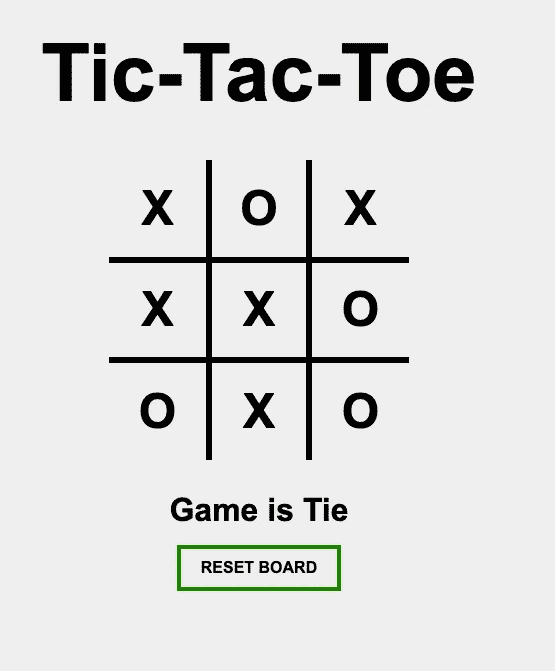 Tic-Tac-Toe
X O X
X X O
O X O
Game is Tie
RESET BOARD